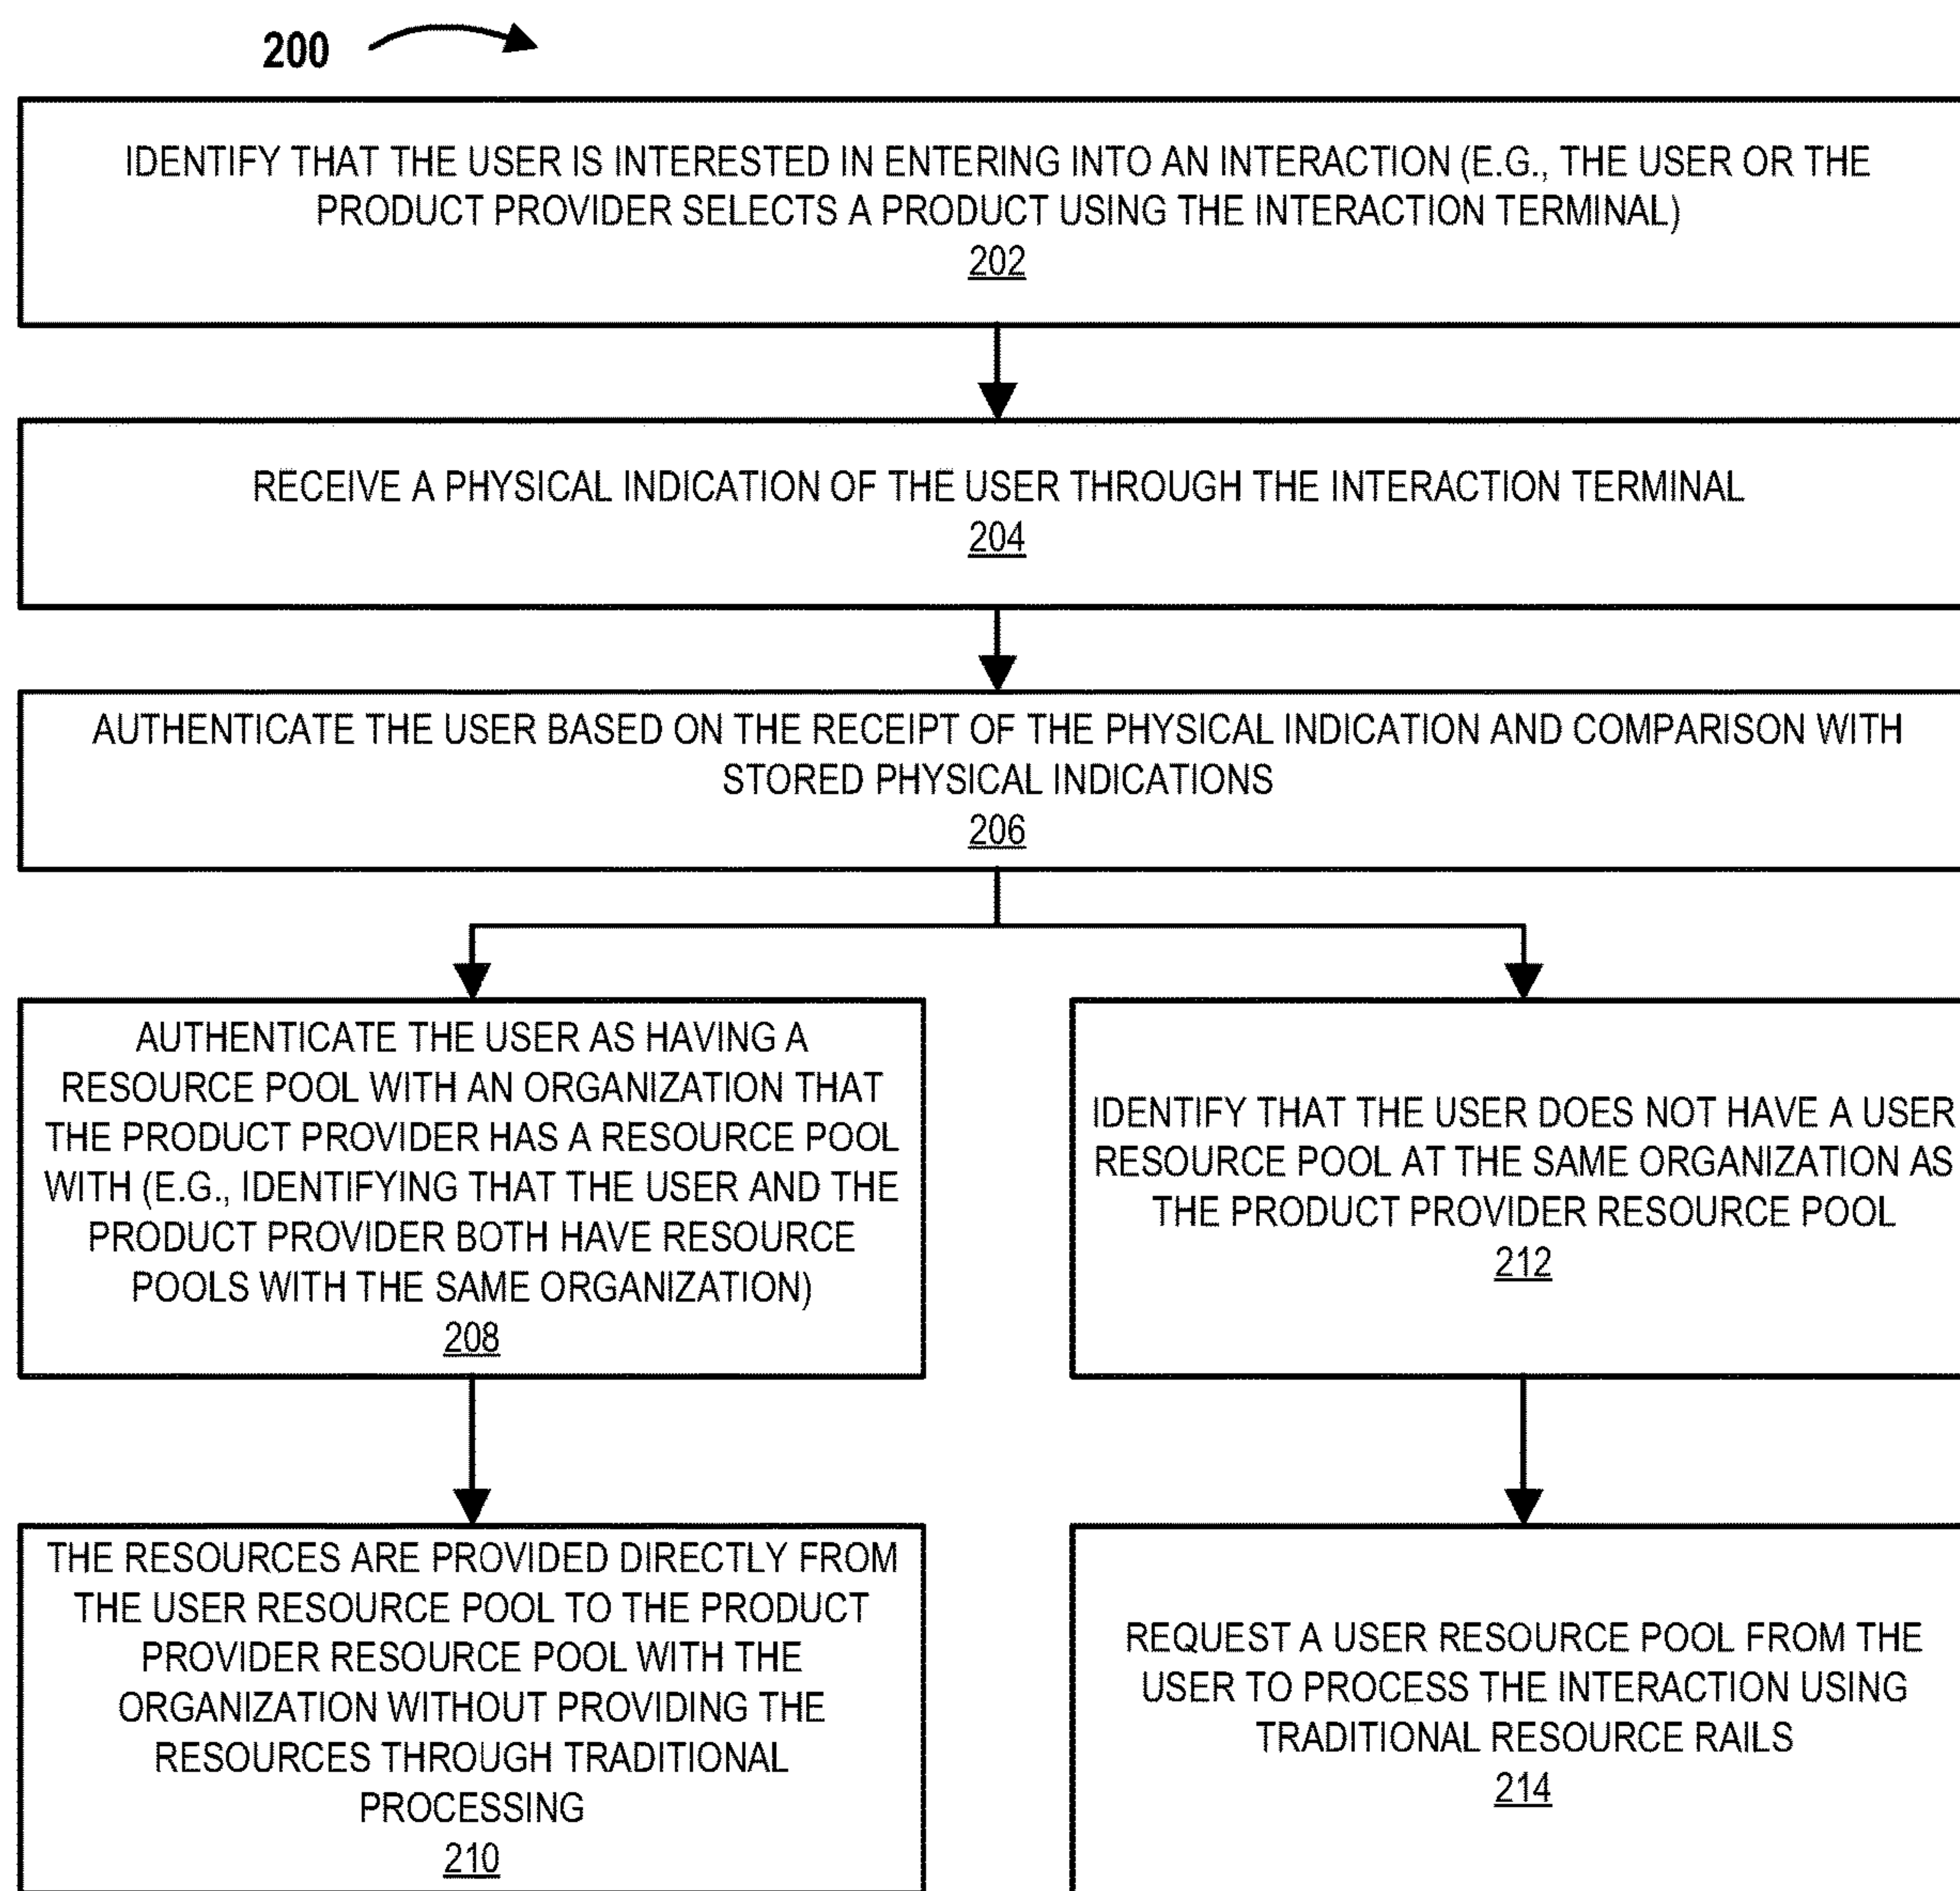 200
IDENTIFY THAT THE USER IS INTERESTED IN ENTERING INTO AN INTERACTION (E.G., THE USER OR THE
PRODUCT PROVIDER SELECTS A PRODUCT USING THE INTERACTION TERMINAL)
202
RECEIVE A PHYSICAL INDICATION OF THE USER THROUGH THE INTERACTION TERMINAL
204
AUTHENTICATE THE USER BASED ON THE RECEIPT OF THE PHYSICAL INDICATION AND COMPARISON WITH
STORED PHYSICAL INDICATIONS
206
AUTHENTICATE THE USER AS HAVING A
RESOURCE POOL WITH AN ORGANIZATION THAT
THE PRODUCT PROVIDER HAS A RESOURCE POOL
WITH (E.G., IDENTIFYING THAT THE USER AND THE
PRODUCT PROVIDER BOTH HAVE RESOURCE
POOLS WITH THE SAME ORGANIZATION)
208
IDENTIFY THAT THE USER DOES NOT HAVE A USER
RESOURCE POOL AT THE SAME ORGANIZATION AS
THE PRODUCT PROVIDER RESOURCE POOL
212
THE RESOURCES ARE PROVIDED DIRECTLY FROM
THE USER RESOURCE POOL TO THE PRODUCT
PROVIDER RESOURCE POOL WITH THE
ORGANIZATION WITHOUT PROVIDING THE
RESOURCES THROUGH TRADITIONAL
PROCESSING
210
REQUEST A USER RESOURCE POOL FROM THE
USER TO PROCESS THE INTERACTION USING
TRADITIONAL RESOURCE RAILS
214